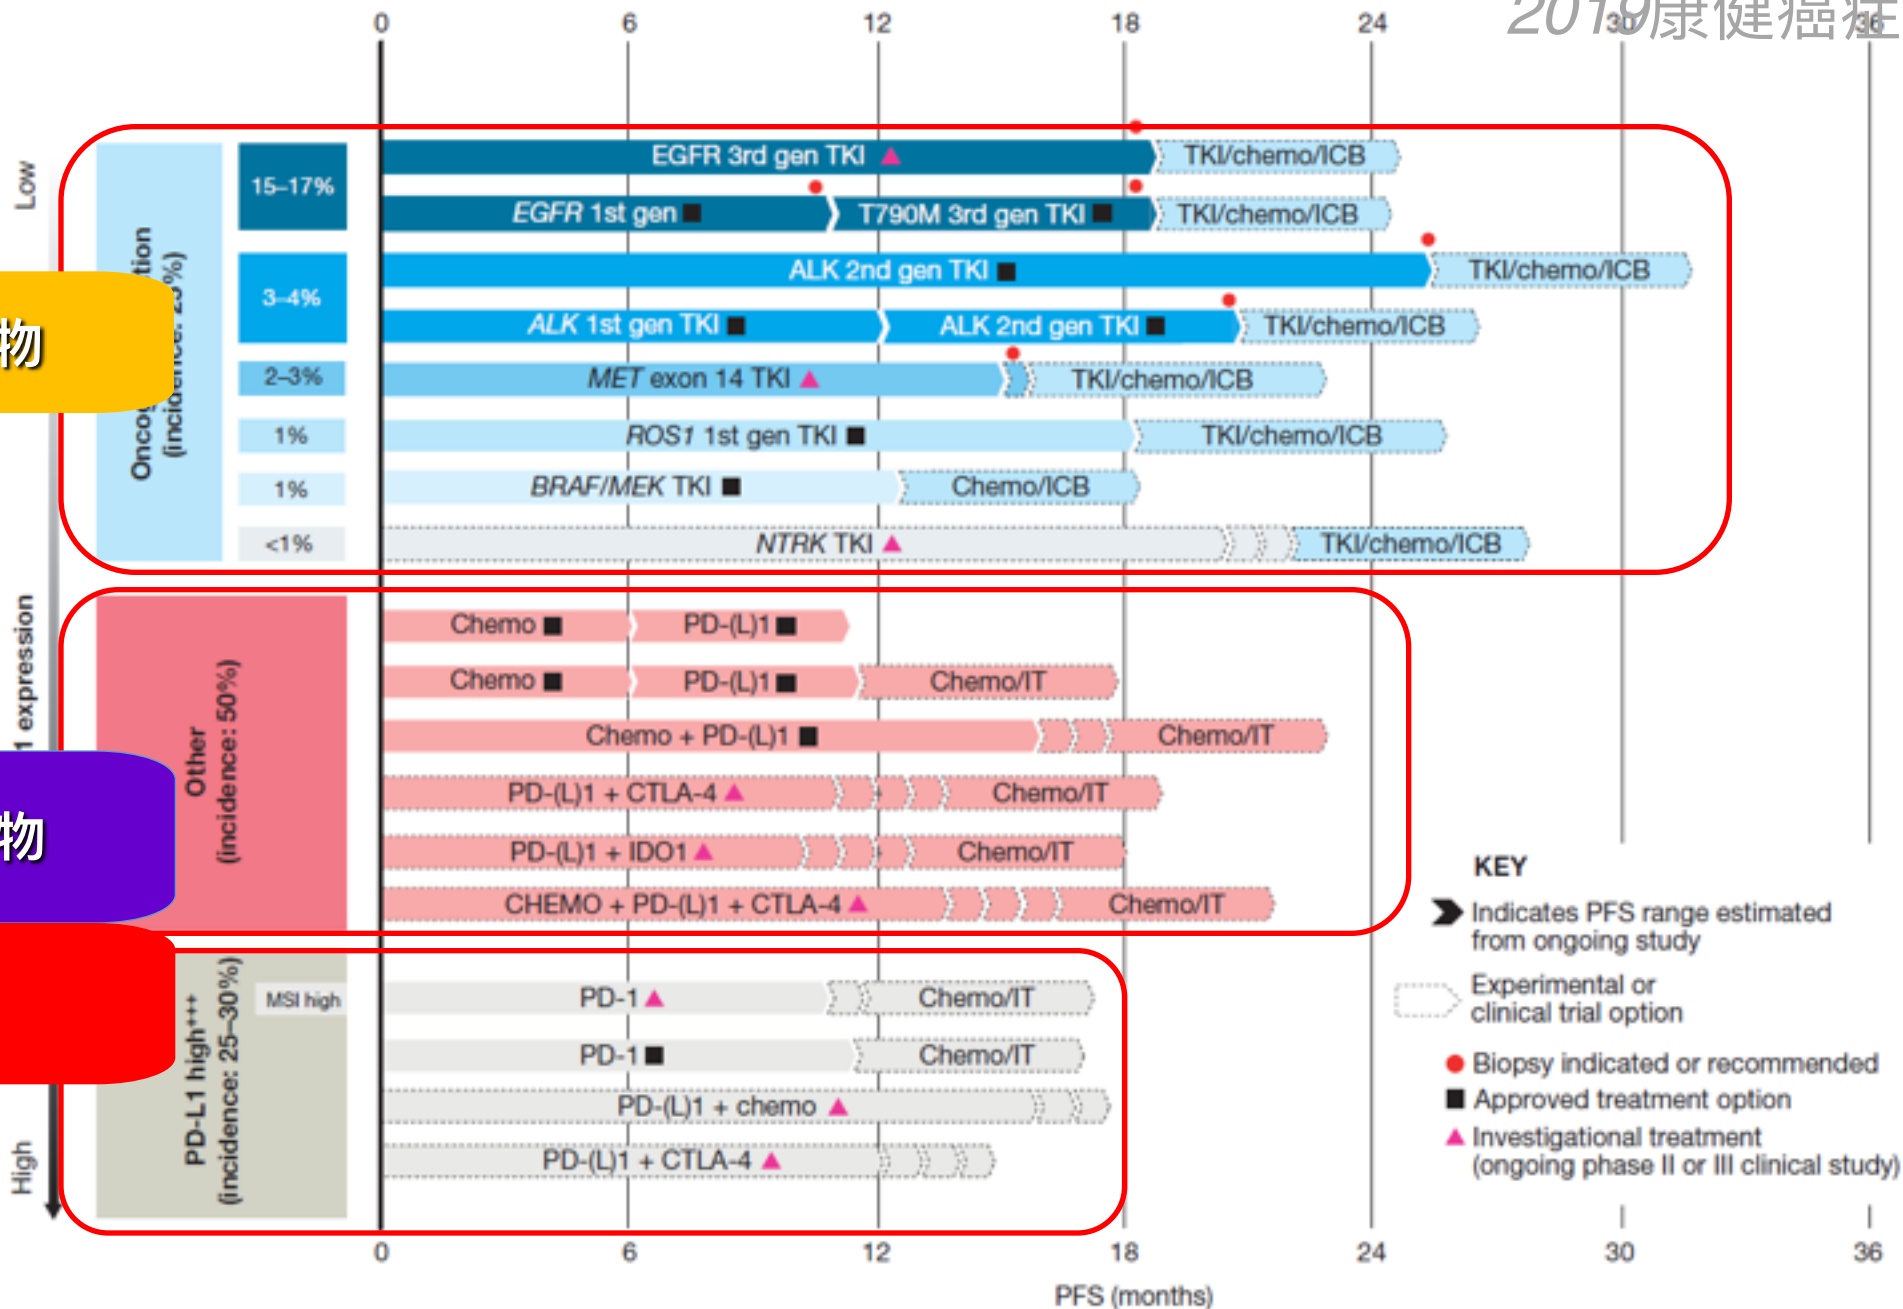 2019康健癌症
0 6 12 18 24 30 36
Low
15–17%
EGFR 3rd gen TKI
TKI/chemo/ICB
EGFR 1st gen
T790M 3rd gen TKI
TKI/chemo/ICB
3–4%
ALK 2nd gen TKI
TKI/chemo/ICB
ALK 1st gen TKI
ALK 2nd gen TKI
TKI/chemo/ICB
物
2–3%
MET exon 14 TKI
TKI/chemo/ICB
1%
ROS1 1st gen TKI
TKI/chemo/ICB
1%
BRAF/MEK TKI
Chemo/ICB
<1%
NTRK TKI
TKI/chemo/ICB
1 expression
Other
(incidence: 50%)
Chemo
PD-(L)1
Chemo
PD-(L)1
Chemo/IT
Chemo + PD-(L)1
Chemo/IT
PD-(L)1 + CTLA-4
Chemo/IT
物
PD-(L)1 + IDO1
Chemo/IT
CHEMO + PD-(L)1 + CTLA-4
Chemo/IT
PD-L1 high+++
(incidence: 25–30%)
MSI high
PD-1
Chemo/IT
PD-1
Chemo/IT
PD-(L)1 + chemo
PD-(L)1 + CTLA-4
High
KEY
Indicates PFS range estimated
from ongoing study
Experimental or
clinical trial option
Biopsy indicated or recommended
Approved treatment option
Investigational treatment
(ongoing phase II or III clinical study)
0 6 12 18 24 30 36
PFS (months)